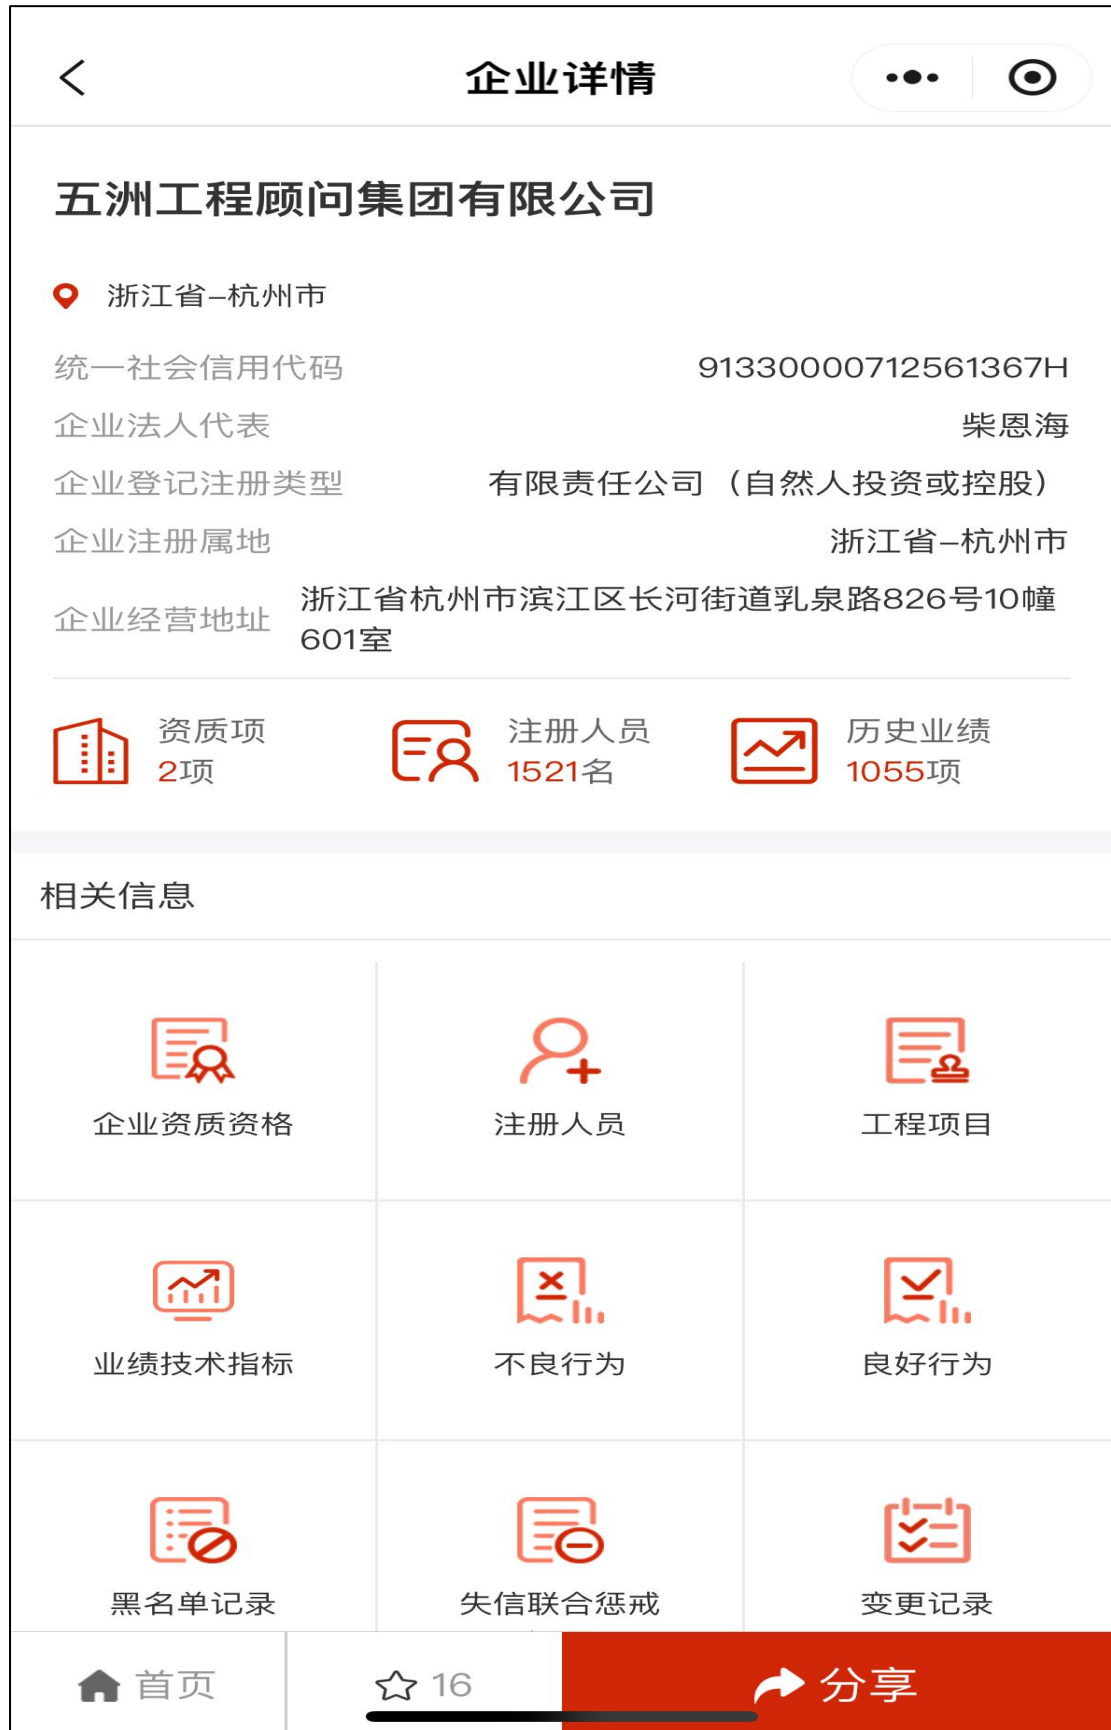 企业详情
五洲工程顾问集团有限公司
浙江省–杭州市
统一社会信用代码 91330000712561367H
企业法人代表 柴恩海
企业登记注册类型 有限责任公司（自然人投资或控股）
企业注册属地 浙江省–杭州市
企业经营地址 浙江省杭州市滨江区长河街道乳泉路826号10幢
601室
资质项 注册人员 历史业绩
2项 1521名 1055项
相关信息
企业资质资格 注册人员 工程项目
业绩技术指标 不良行为 良好行为
黑名单记录 失信联合惩戒 变更记录
首页 16 分享